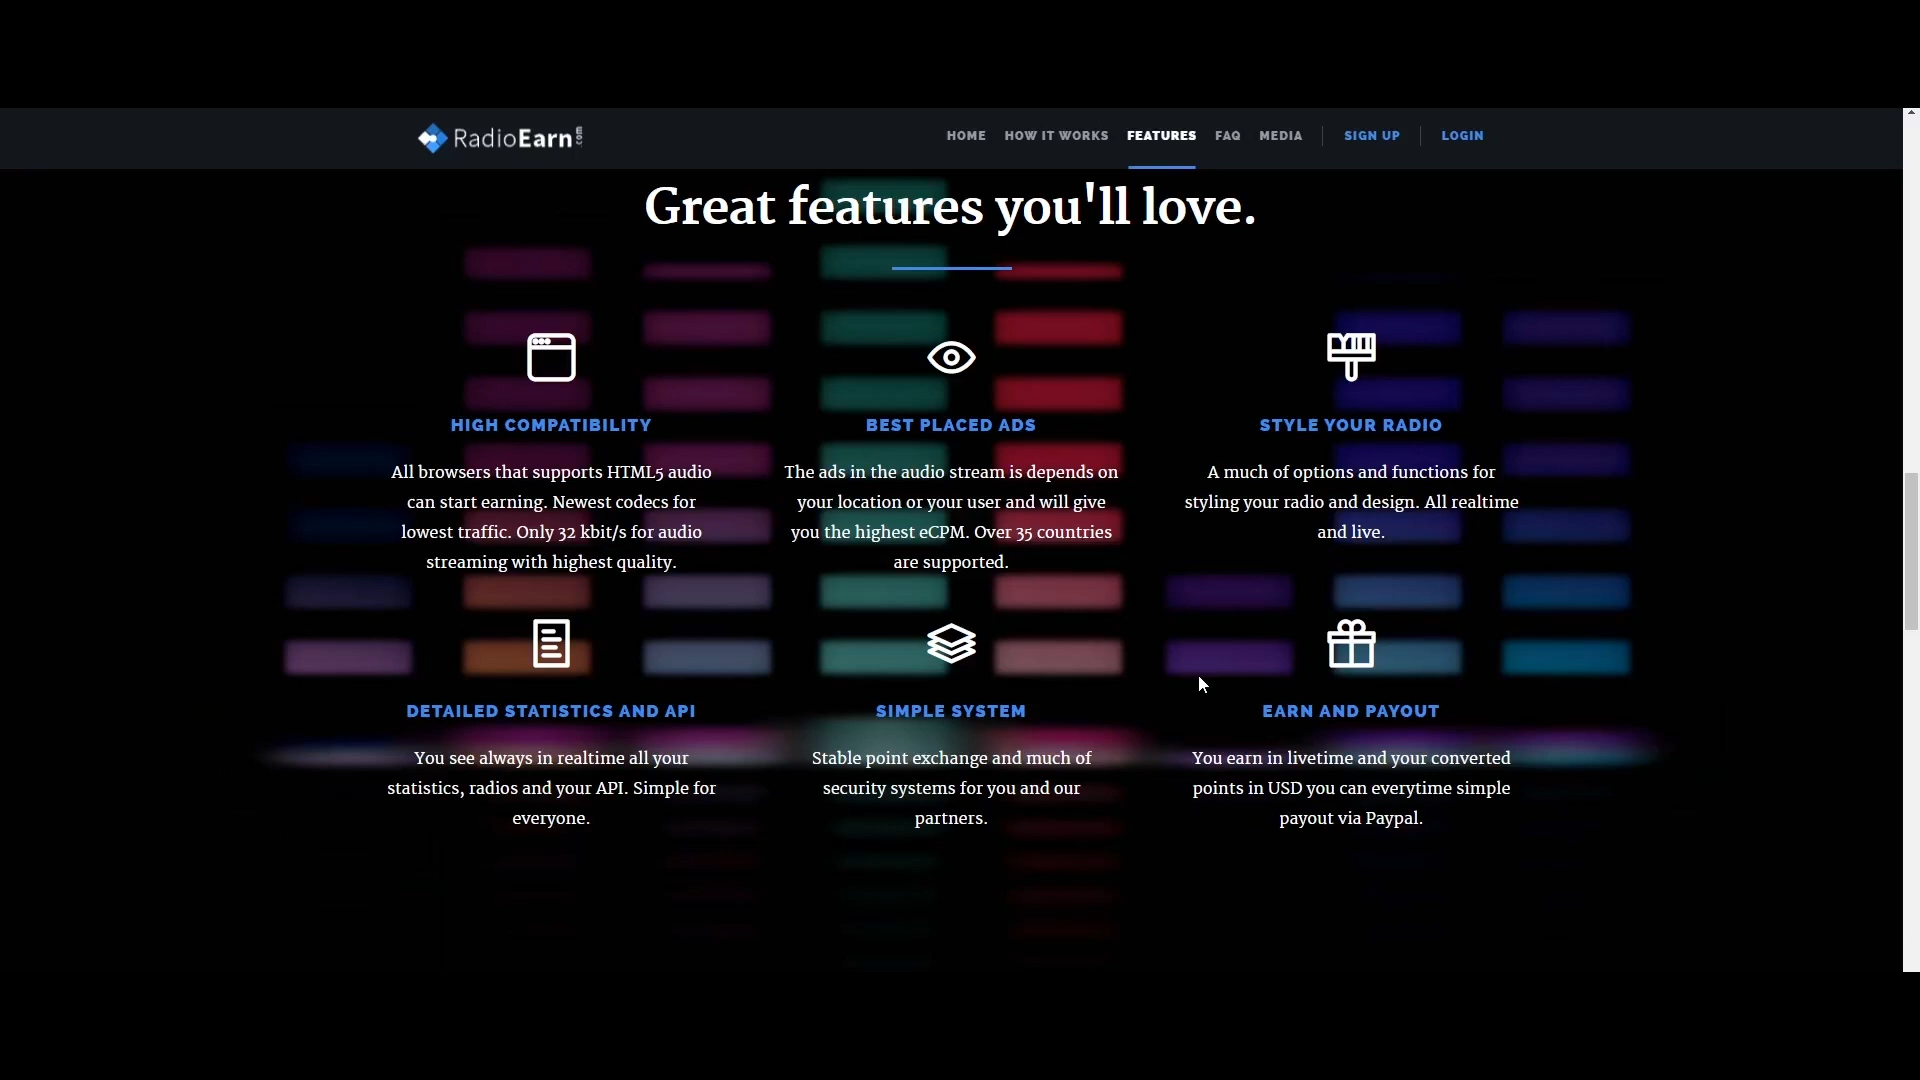 RadioEarn.com
HOME HOW IT WORKS FEATURES FAQ MEDIA SIGN UP LOGIN
Great features you'll love.
HIGH COMPATIBILITY
All browsers that supports HTML5 audio
can start earning. Newest codecs for
lowest traffic. Only 32 kbit/s for audio
streaming with highest quality.
BEST PLACED ADS
The ads in the audio stream is depends on
your location or your user and will give
you the highest eCPM. Over 35 countries
are supported.
STYLE YOUR RADIO
A much of options and functions for
styling your radio and design. All realtime
and live.
DETAILED STATISTICS AND API
You see always in realtime all your
statistics, radios and your API. Simple for
everyone.
SIMPLE SYSTEM
Stable point exchange and much of
security systems for you and our
partners.
EARN AND PAYOUT
You earn in livetime and your converted
points in USD you can everytime simple
payout via Paypal.